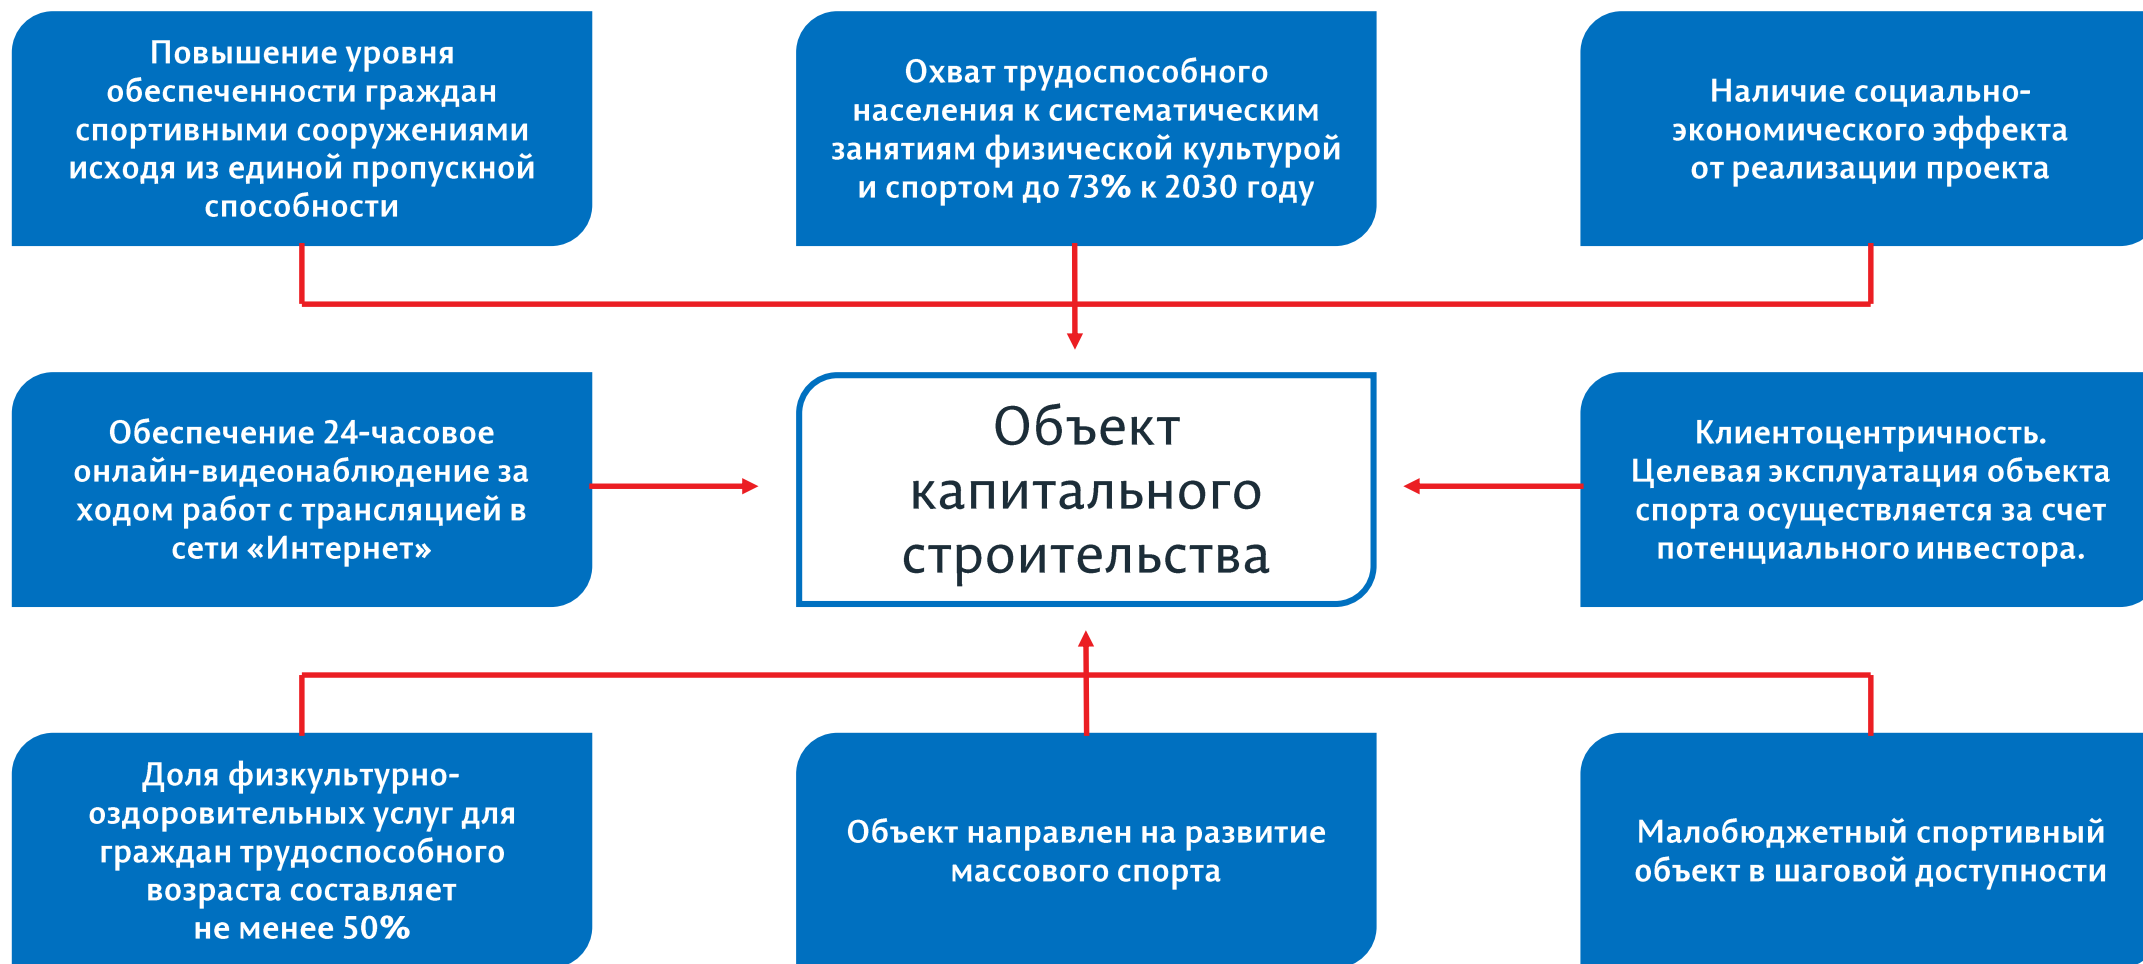 Повышение уровня
обеспеченности граждан
спортивными сооружениями
исходя из единой пропускной
способности
Охват трудоспособного
населения к систематическим
занятиям физической культурой
и спортом до 73% к 2030 году
Наличие социально-
экономического эффекта
от реализации проекта
Обеспечение 24-часовое
онлайн-видеонаблюдение за
ходом работ с трансляцией в
сети «Интернет»
Объект
капитального
строительства
Клиентоцентричность.
Целевая эксплуатация объекта
спорта осуществляется за счет
потенциального инвестора.
Доля физкультурно-
оздоровительных услуг для
граждан трудоспособного
возраста составляет
не менее 50%
Объект направлен на развитие
массового спорта
Малобюджетный спортивный
объект в шаговой доступности